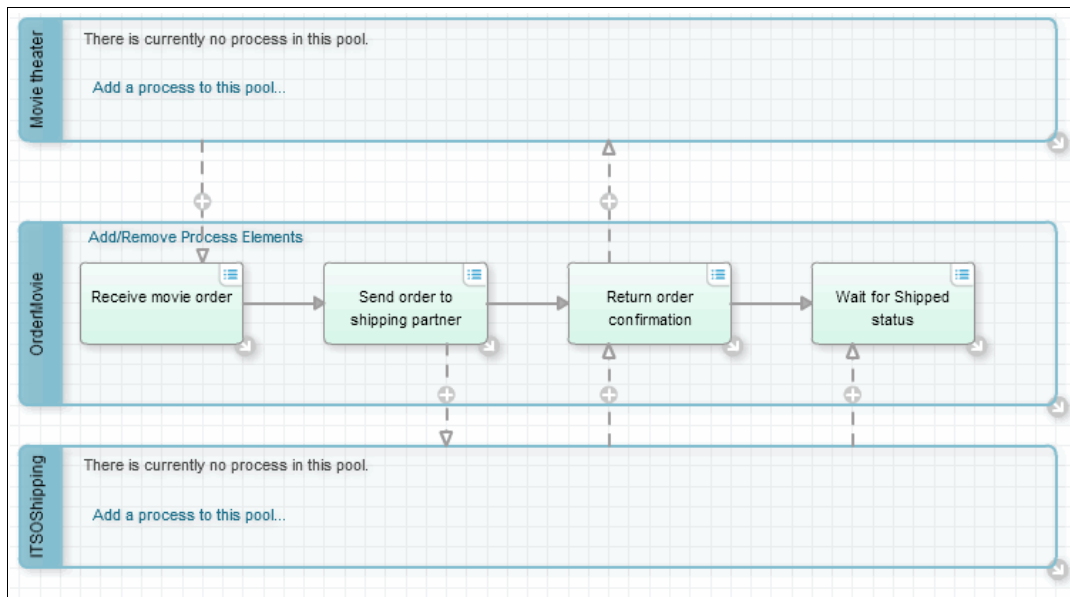 Movie theater
There is currently no process in this pool.
Add a process to this pool...
OrderMovie
Add/Remove Process Elements
Receive movie order
Send order to
shipping partner
Return order
confirmation
Wait for Shipped
status
ITSOShipping
There is currently no process in this pool.
Add a process to this pool...